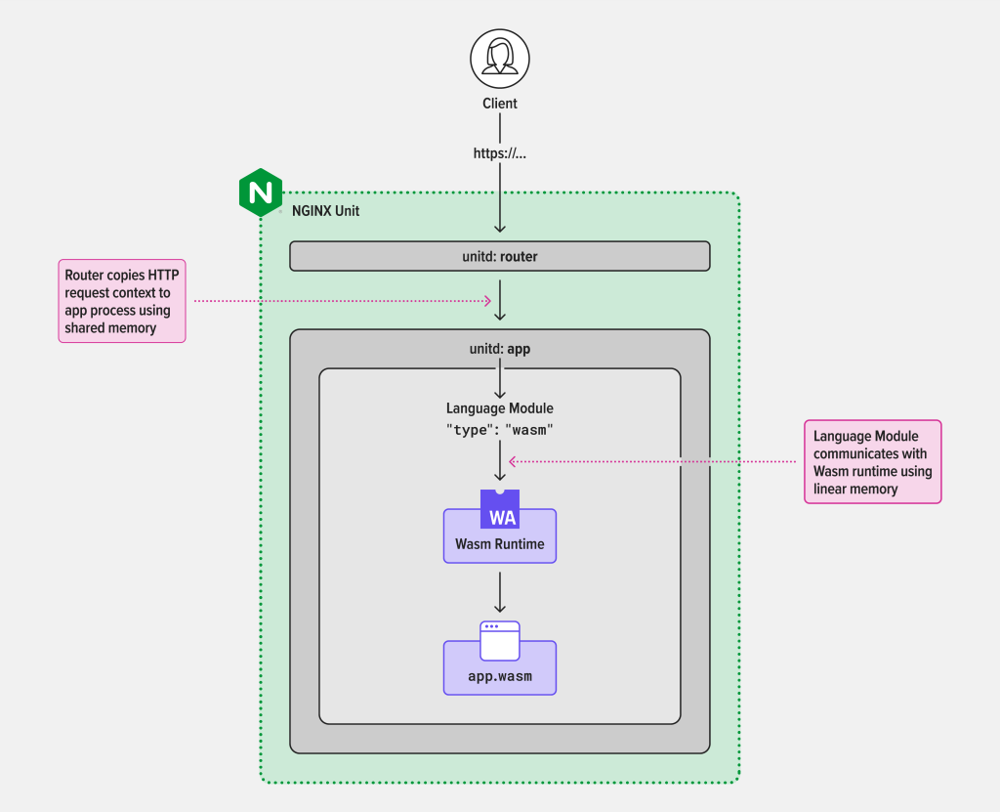 Client
https://...
N
NGINX Unit
unitd: router
Router copies HTTP
request context to
app process using
shared memory
unitd: app
Language Module
"type": "wasm"
Language Module
communicates with
Wasm runtime using
linear memory
WA
Wasm Runtime
app.wasm